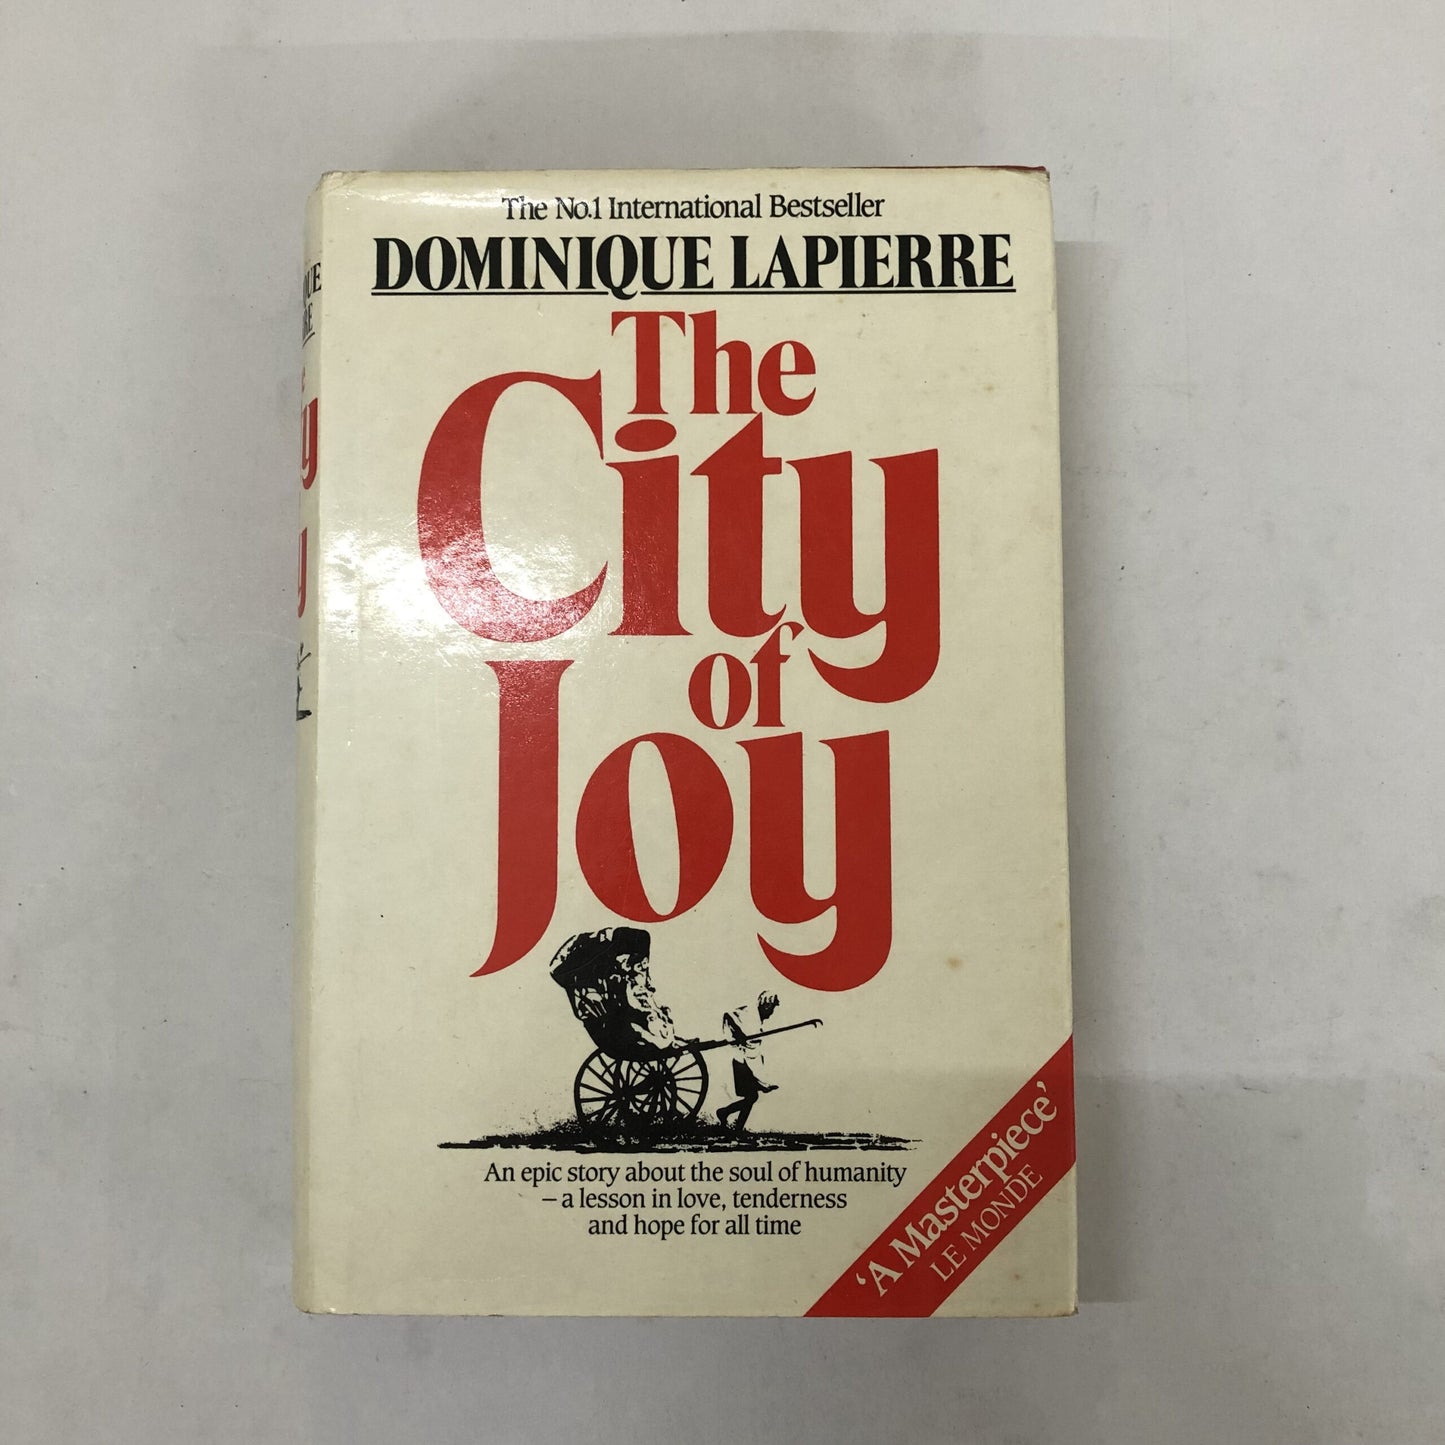 The No.1 International Bestseller
DOMINIQUE LAPIERRE
The
City
of
Joy
An epic story about the soul of humanity
– a lesson in love, tenderness
and hope for all time
‘A Masterpiece’
LE MONDE